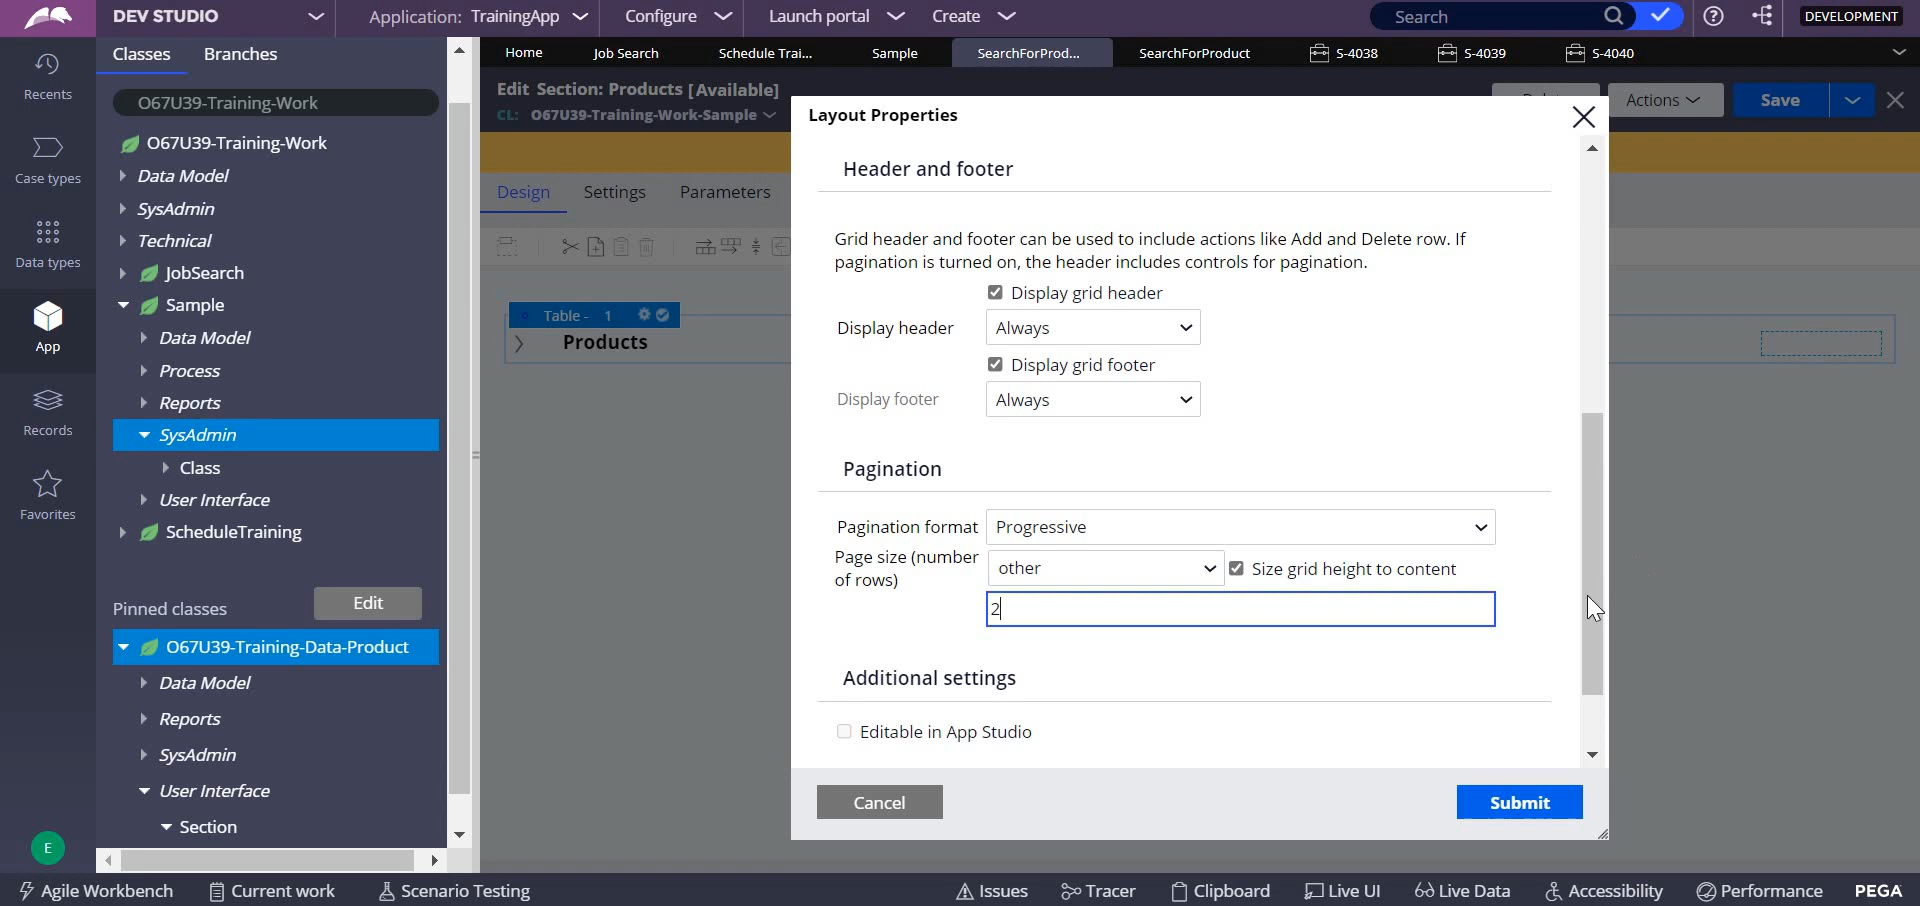 DEV STUDIO
Application: TrainingApp
Configure
Launch portal
Create
Search
DEVELOPMENT
Recents
Case types
Data types
App
Records
Favorites
E
Classes
Branches
O67U39-Training-Work
O67U39-Training-Work
Data Model
SysAdmin
Technical
JobSearch
Sample
Data Model
Process
Reports
SysAdmin
Class
User Interface
ScheduleTraining
Pinned classes
Edit
O67U39-Training-Data-Product
Data Model
Reports
SysAdmin
User Interface
Section
Home
Job Search
Schedule Trai...
Sample
SearchForProd...
SearchForProduct
S-4038
S-4039
S-4040
Edit Section: Products [Available]
CL: O67U39-Training-Work-Sample
Actions
Save
Design
Settings
Parameters
Table - 1
Products
Layout Properties
Header and footer
Grid header and footer can be used to include actions like Add and Delete row. If
pagination is turned on, the header includes controls for pagination.
Display grid header
Display header
Always
Display grid footer
Display footer
Always
Pagination
Pagination format
Progressive
Page size (number
of rows)
other
Size grid height to content
2
Additional settings
Editable in App Studio
Cancel
Submit
Agile Workbench
Current work
Scenario Testing
Issues
Tracer
Clipboard
Live UI
Live Data
Accessibility
Performance
PEGA